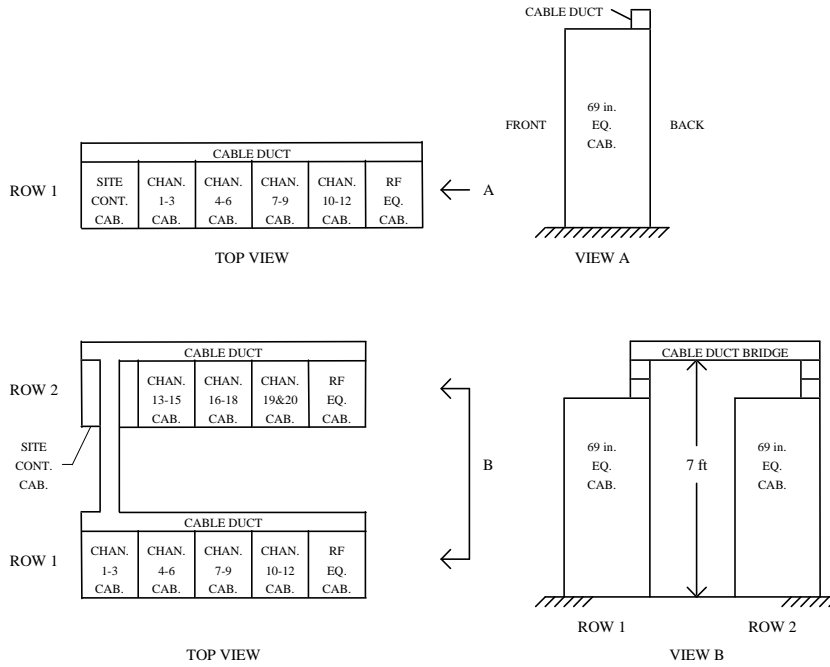 CABLE DUCT
69 in.
EQ.
CAB.
FRONT
BACK
VIEW A
CABLE DUCT
ROW 1
SITE
CONT.
CAB.
CHAN.
1-3
CAB.
CHAN.
4-6
CAB.
CHAN.
7-9
CAB.
CHAN.
10-12
CAB.
RF
EQ.
CAB.
A
TOP VIEW
CABLE DUCT
ROW 2
CHAN.
13-15
CAB.
CHAN.
16-18
CAB.
CHAN.
19&20
CAB.
RF
EQ.
CAB.
SITE
CONT.
CAB.
B
CABLE DUCT
ROW 1
CHAN.
1-3
CAB.
CHAN.
4-6
CAB.
CHAN.
7-9
CAB.
CHAN.
10-12
CAB.
RF
EQ.
CAB.
TOP VIEW
CABLE DUCT BRIDGE
69 in.
EQ.
CAB.
7 ft
69 in.
EQ.
CAB.
ROW 1
ROW 2
VIEW B